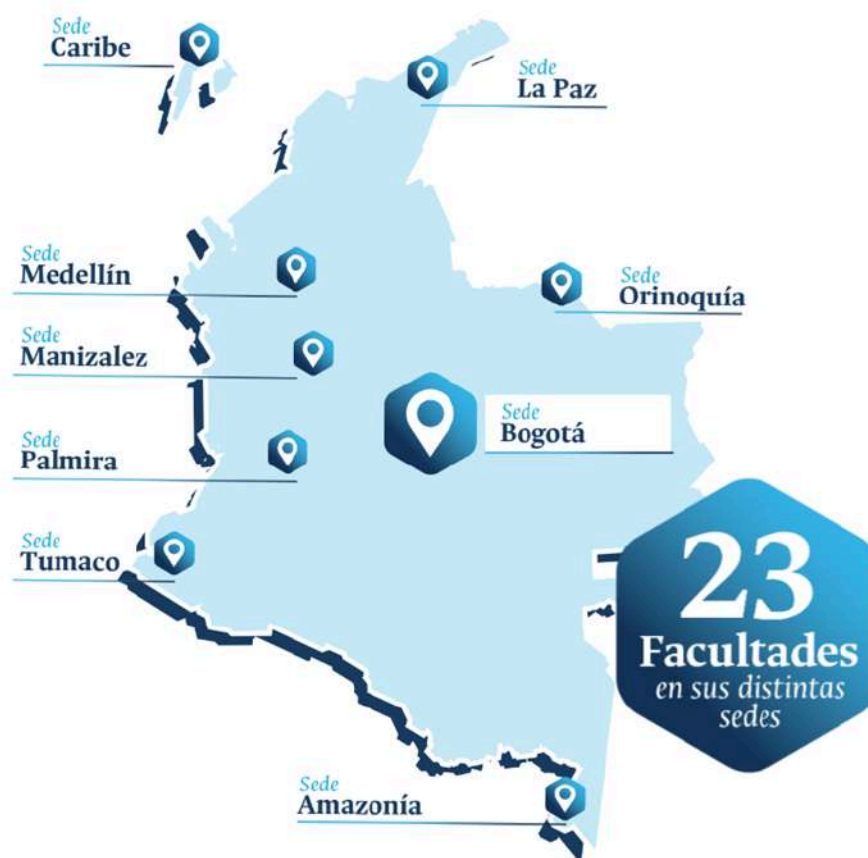 Sede
Caribe
Sede
La Paz
Sede
Medellín
Sede
Orinoquía
Sede
Manizalez
Sede
Bogotá
Sede
Palmira
Sede
Tumaco
23
Facultades
en sus distintas
sedes
Sede
Amazonía